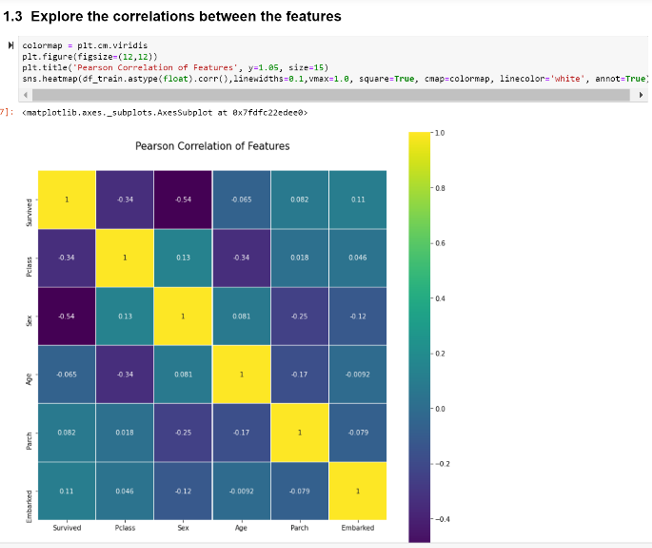 1.3 Explore the correlations between the features
colormap = plt.cm.viridis
plt.figure(figsize=(12,12))
plt.title('Pearson Correlation of Features', y=1.05, size=15)
sns.heatmap(df_train.astype(float).corr(),linewidths=0.1,vmax=1.0, square=True, cmap=colormap, linecolor='white', annot=True)
7]: <matplotlib.axes._subplots.AxesSubplot at 0x7fdfc22edee0>
Pearson Correlation of Features
Survived 1 -0.34 -0.54 -0.065 0.082 0.11
Pclass -0.34 1 0.13 -0.34 0.018 0.046
Sex -0.54 0.13 1 0.081 -0.25 -0.12
Age -0.065 -0.34 0.081 1 -0.17 -0.0092
Parch 0.082 0.018 -0.25 -0.17 1 -0.079
Embarked 0.11 0.046 -0.12 -0.0092 -0.079 1
Survived Pclass Sex Age Parch Embarked
1.0
0.8
0.6
0.4
0.2
0.0
-0.2
-0.4